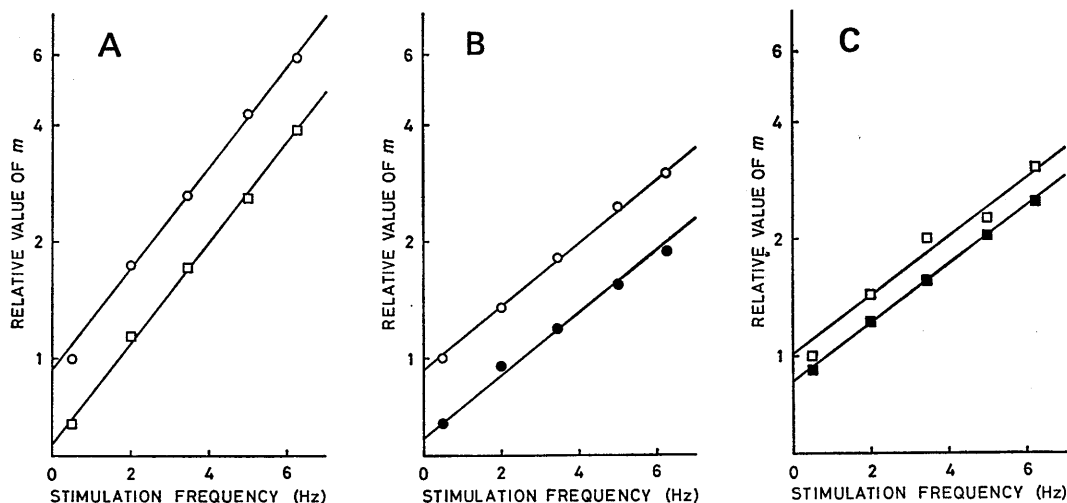 A
RELATIVE VALUE OF m
6
4
2
1
0 2 4 6
STIMULATION FREQUENCY (Hz)
B
RELATIVE VALUE OF m
6
4
2
1
0 2 4 6
STIMULATION FREQUENCY (Hz)
C
RELATIVE VALUE OF m
6
4
2
1
0 2 4 6
STIMULATION FREQUENCY (Hz)